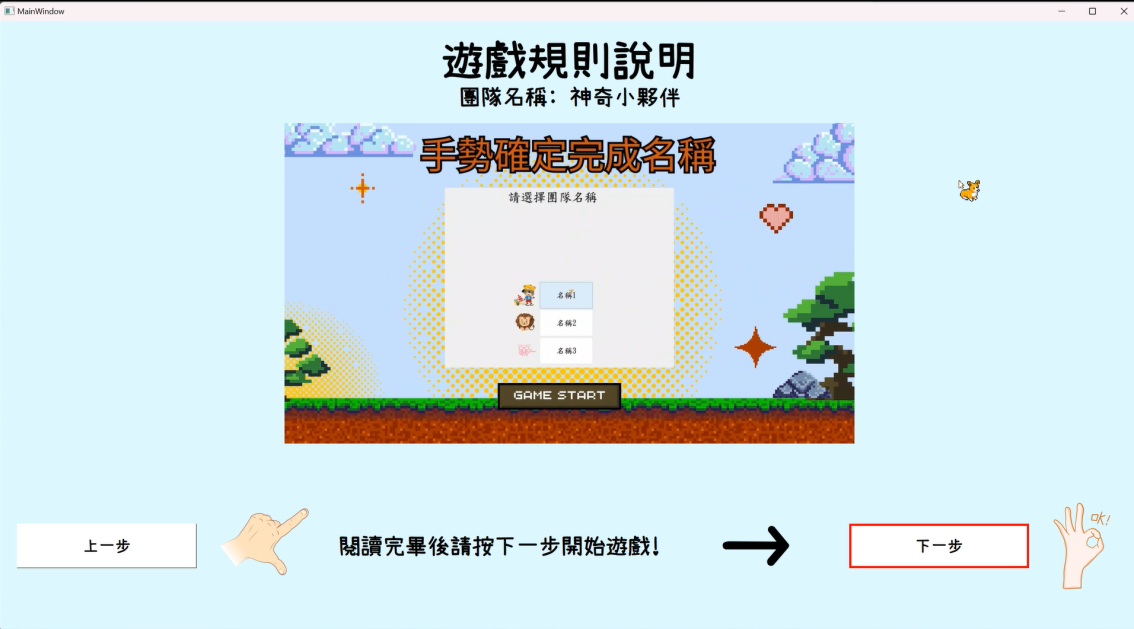 MainWindow
遊戲規則說明
團隊名稱：神奇小夥伴
手勢確定完成名稱
請選擇團隊名稱
名稱1
名稱2
名稱3
GAME START
上一步
閱讀完畢後請按下一步開始遊戲!
下一步
OK!